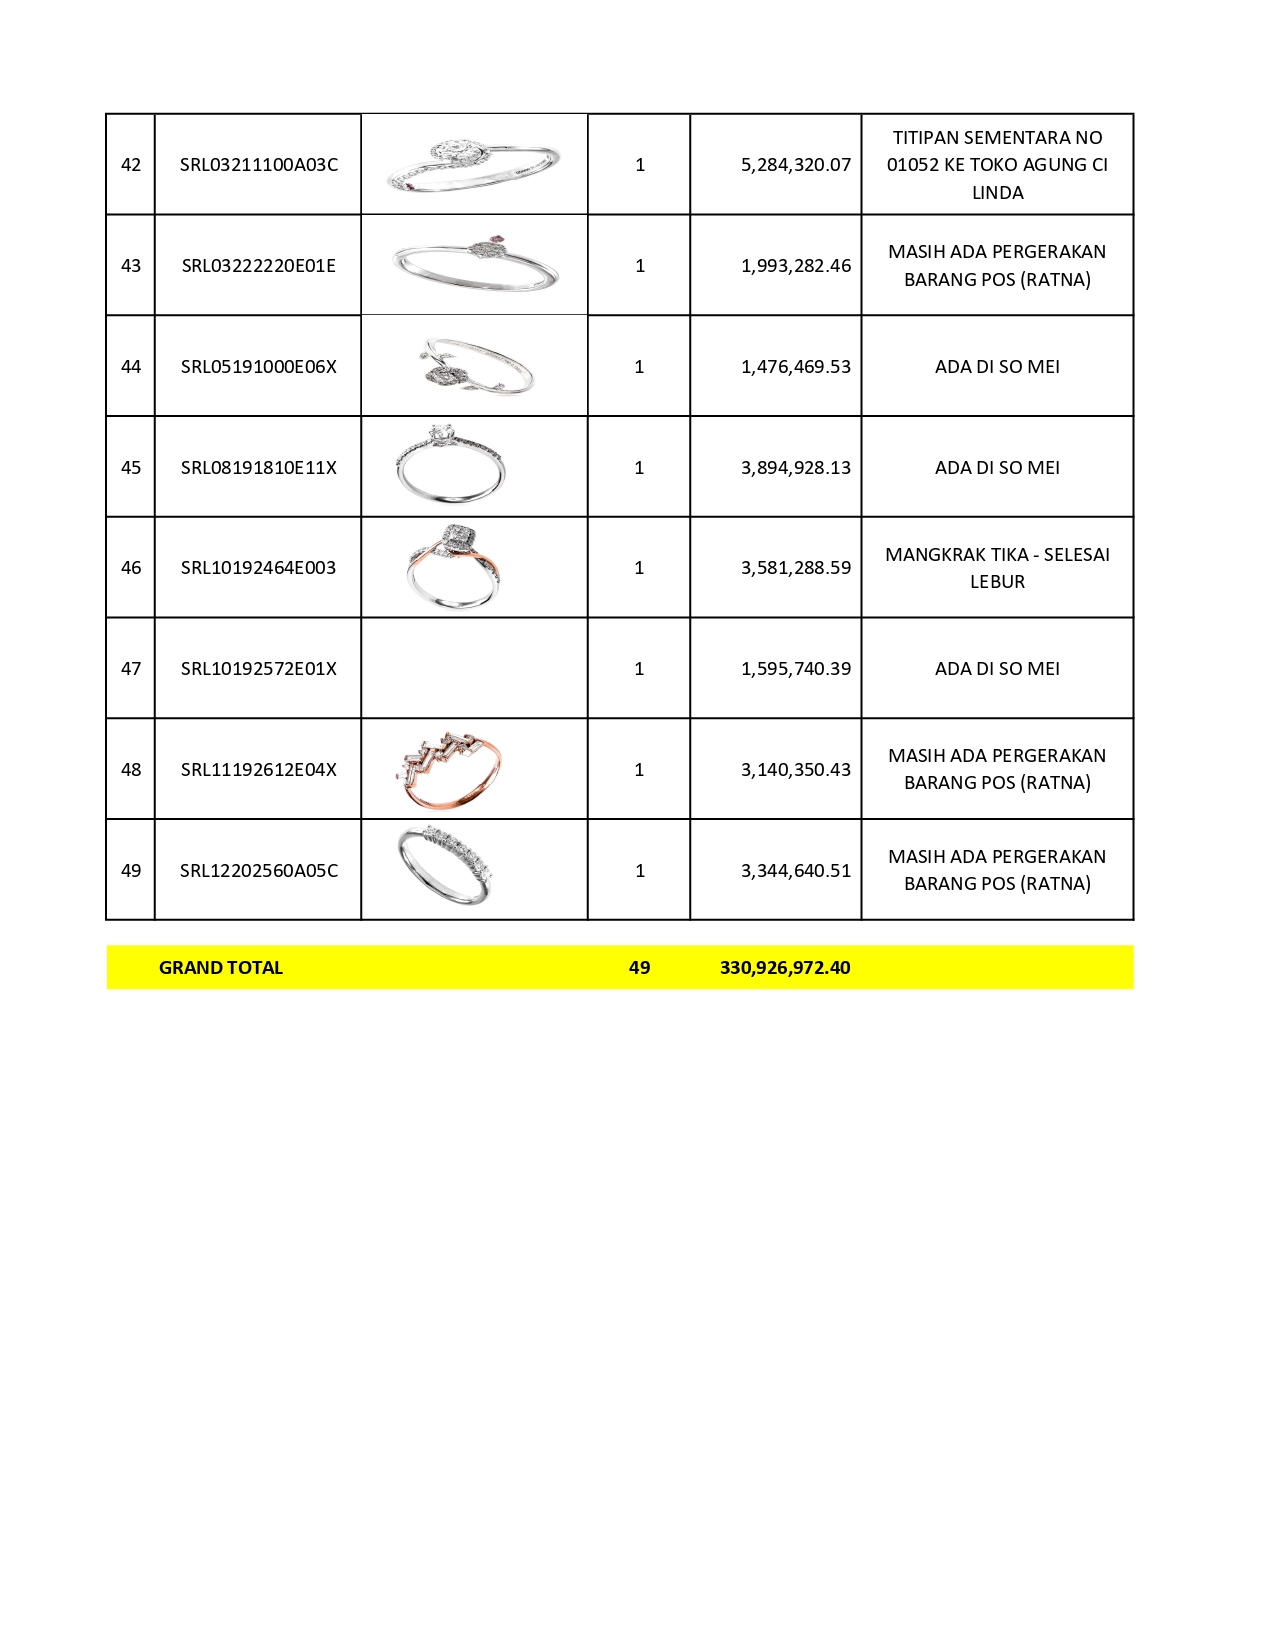 42 SRL03211100A03C 1 5,284,320.07 TITIPAN SEMENTARA NO
01052 KE TOKO AGUNG CI
LINDA
43 SRL03222220E01E 1 1,993,282.46 MASIH ADA PERGERAKAN
BARANG POS (RATNA)
44 SRL05191000E06X 1 1,476,469.53 ADA DI SO MEI
45 SRL08191810E11X 1 3,894,928.13 ADA DI SO MEI
46 SRL10192464E003 1 3,581,288.59 MANGKRAK TIKA - SELESAI
LEBUR
47 SRL10192572E01X 1 1,595,740.39 ADA DI SO MEI
48 SRL11192612E04X 1 3,140,350.43 MASIH ADA PERGERAKAN
BARANG POS (RATNA)
49 SRL12202560A05C 1 3,344,640.51 MASIH ADA PERGERAKAN
BARANG POS (RATNA)
GRAND TOTAL 49 330,926,972.40